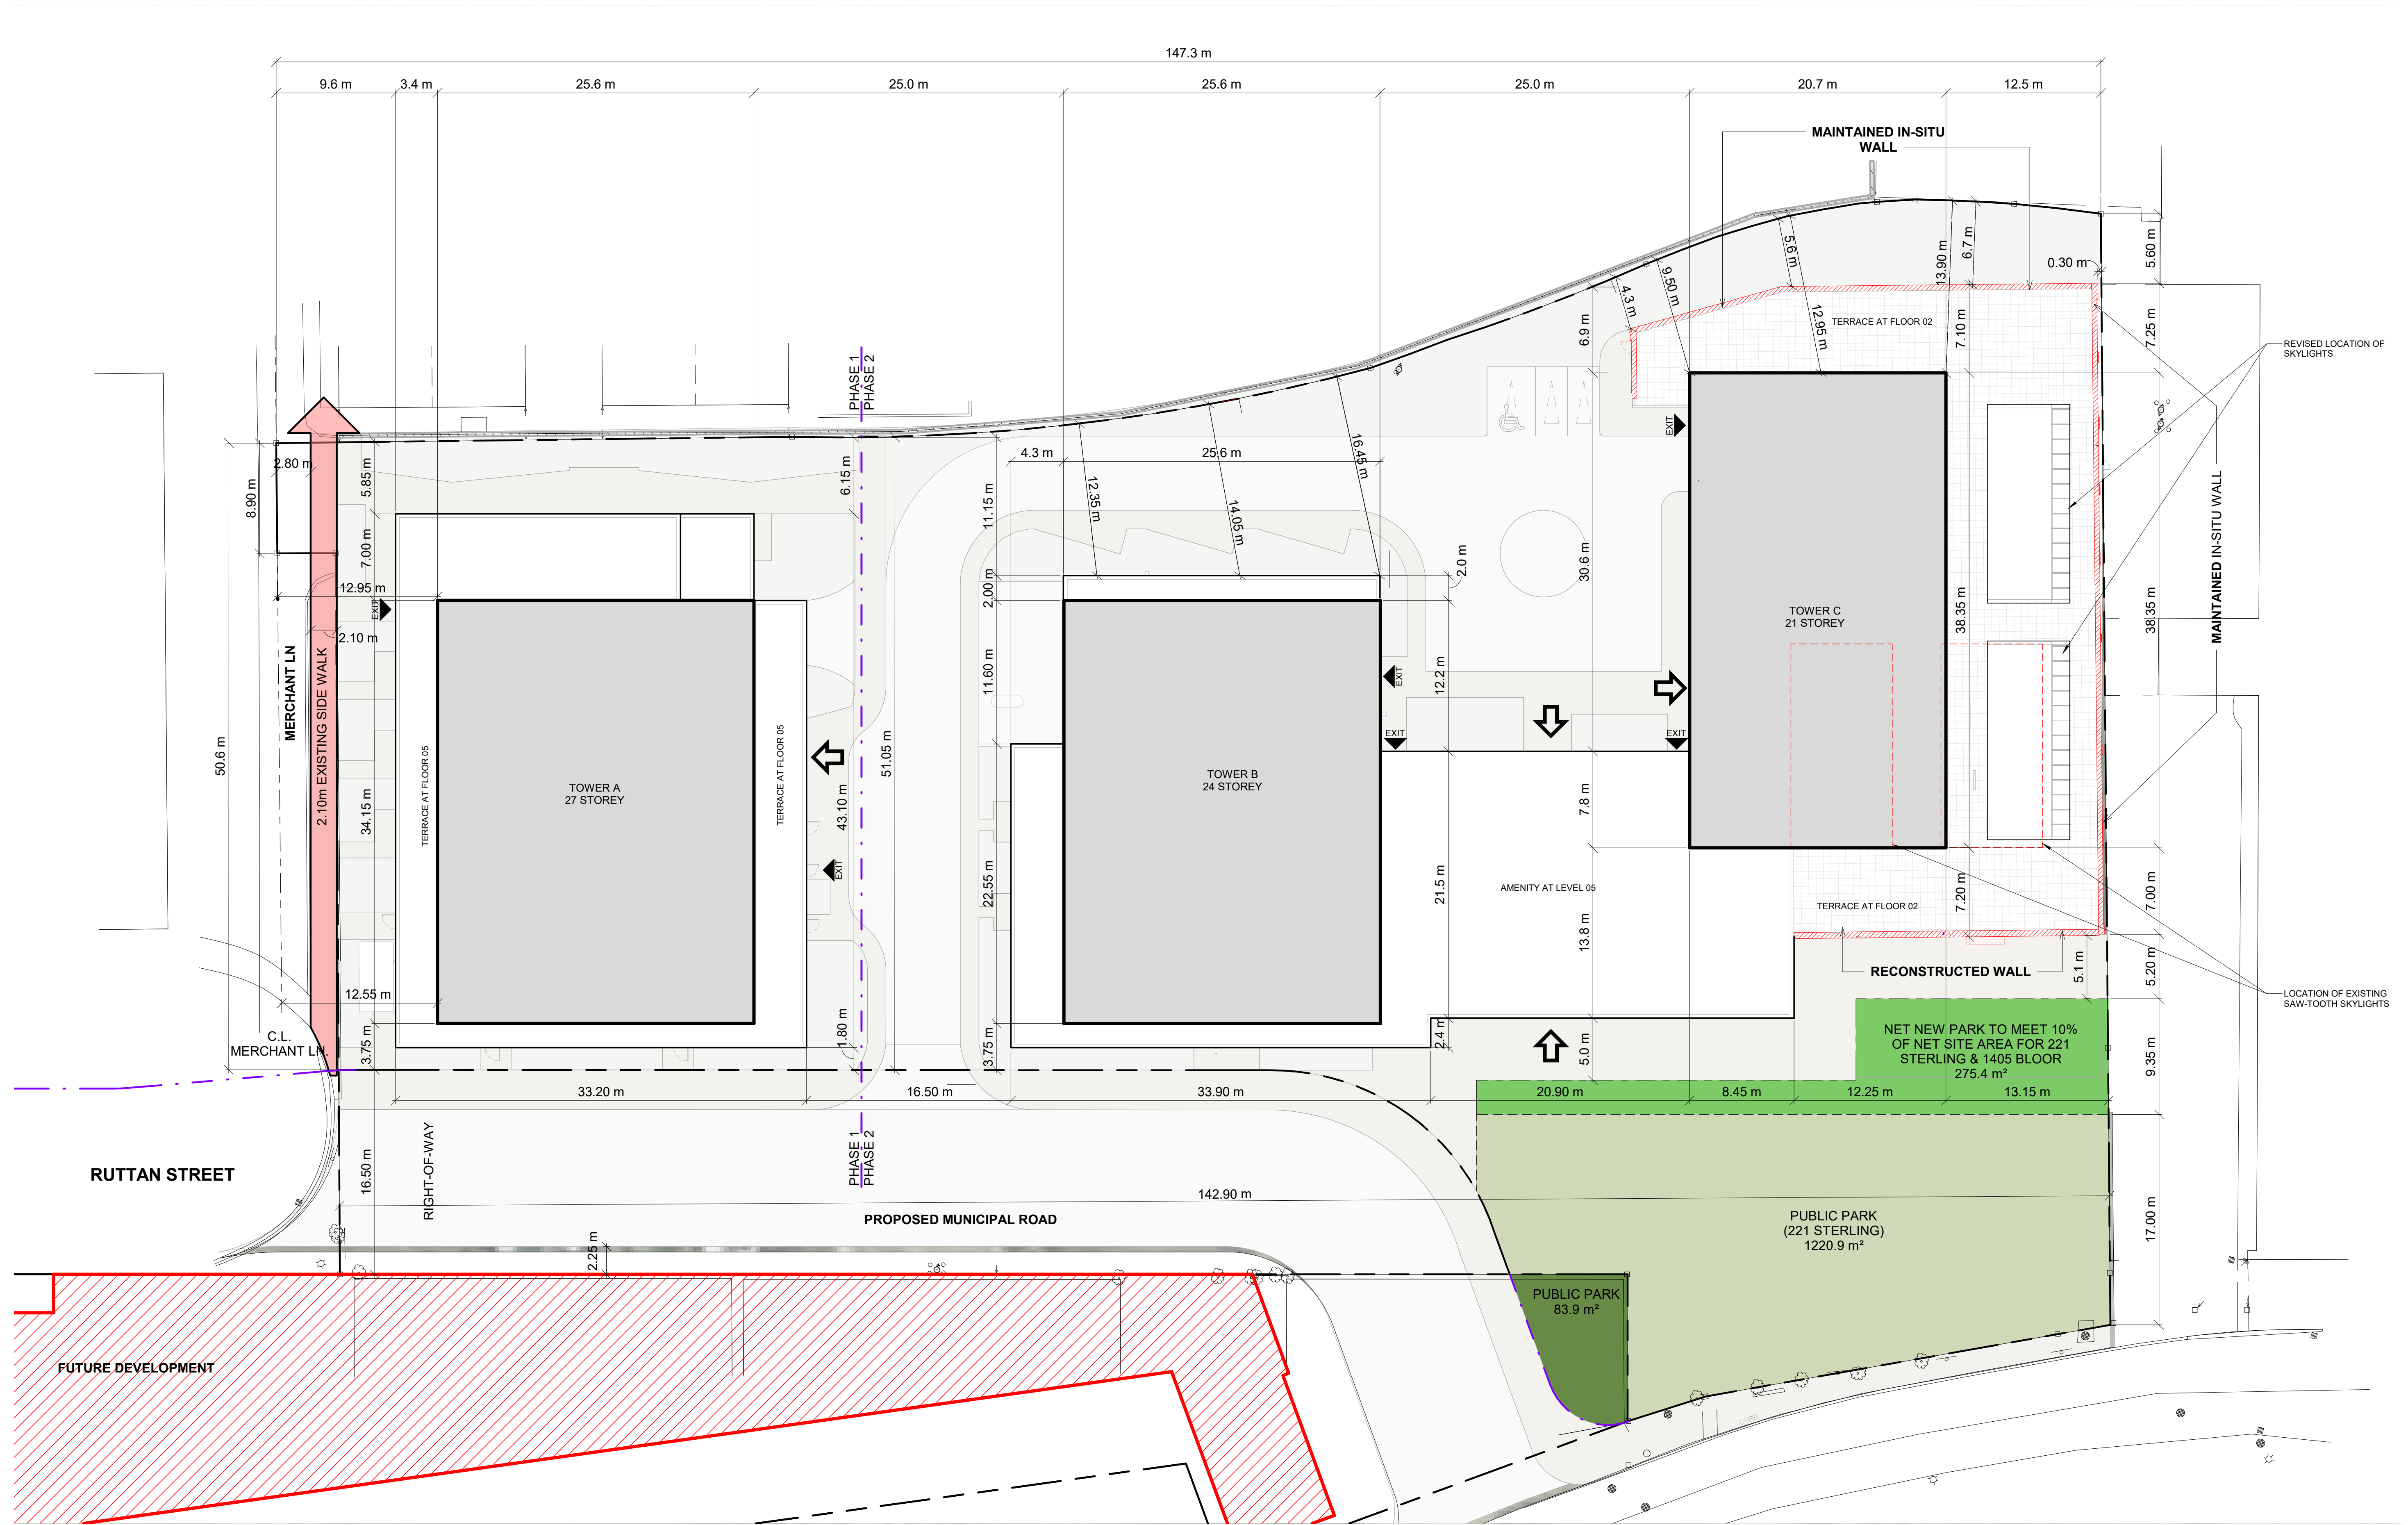 147.3 m
9.6 m
3.4 m
25.6 m
25.0 m
25.6 m
25.0 m
20.7 m
12.5 m
MAINTAINED IN-SITU
WALL
5.6 m
9.50 m
4.3 m
6.9 m
12.95 m
13.90 m
6.7 m
0.30 m
5.60 m
7.10 m
7.25 m
TERRACE AT FLOOR 02
REVISED LOCATION OF
SKYLIGHTS
PHASE 1
PHASE 2
2.80 m
8.90 m
5.85 m
6.15 m
11.15 m
4.3 m
25.6 m
12.35 m
14.05 m
16.45 m
EXIT
7.00 m
12.95 m
EXIT
2.10 m
2.00 m
2.0 m
30.6 m
TOWER C
21 STOREY
38.35 m
38.35 m
MAINTAINED IN-SITU WALL
MERCHANT LN
2.10m EXISTING SIDE WALK
50.6 m
11.60 m
12.2 m
EXIT
EXIT
EXIT
TERRACE AT FLOOR 05
TOWER A
27 STOREY
TERRACE AT FLOOR 05
51.05 m
TOWER B
24 STOREY
34.15 m
43.10 m
EXIT
22.55 m
21.5 m
7.8 m
AMENITY AT LEVEL 05
13.8 m
TERRACE AT FLOOR 02
7.20 m
7.00 m
RECONSTRUCTED WALL
5.1 m
5.20 m
LOCATION OF EXISTING
SAW-TOOTH SKYLIGHTS
12.55 m
C.L.
MERCHANT LN.
3.75 m
1.80 m
3.75 m
2.4 m
5.0 m
NET NEW PARK TO MEET 10%
OF NET SITE AREA FOR 221
STERLING & 1405 BLOOR
275.4 m²
9.35 m
33.20 m
16.50 m
33.90 m
20.90 m
8.45 m
12.25 m
13.15 m
RUTTAN STREET
16.50 m
RIGHT-OF-WAY
PHASE 1
PHASE 2
142.90 m
PROPOSED MUNICIPAL ROAD
PUBLIC PARK
(221 STERLING)
1220.9 m²
17.00 m
2.25 m
PUBLIC PARK
83.9 m²
FUTURE DEVELOPMENT
CURB